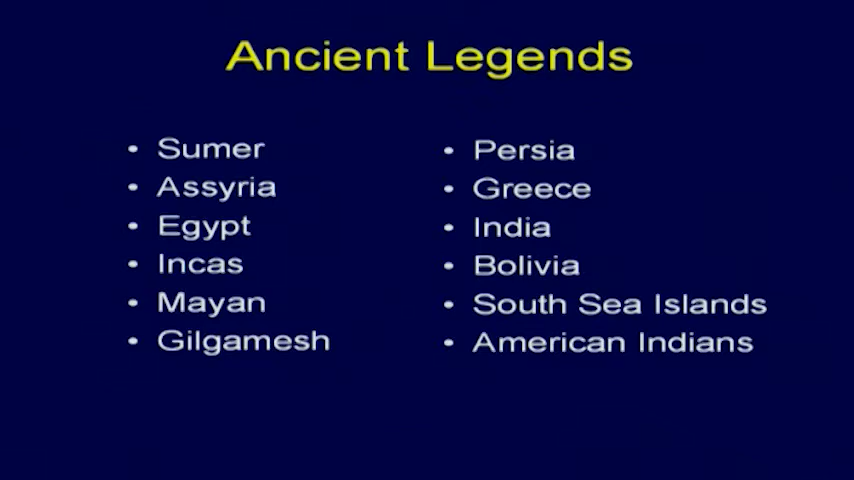 Ancient Legends
• Sumer
• Assyria
• Egypt
• Incas
• Mayan
• Gilgamesh
• Persia
• Greece
• India
• Bolivia
• South Sea Islands
• American Indians